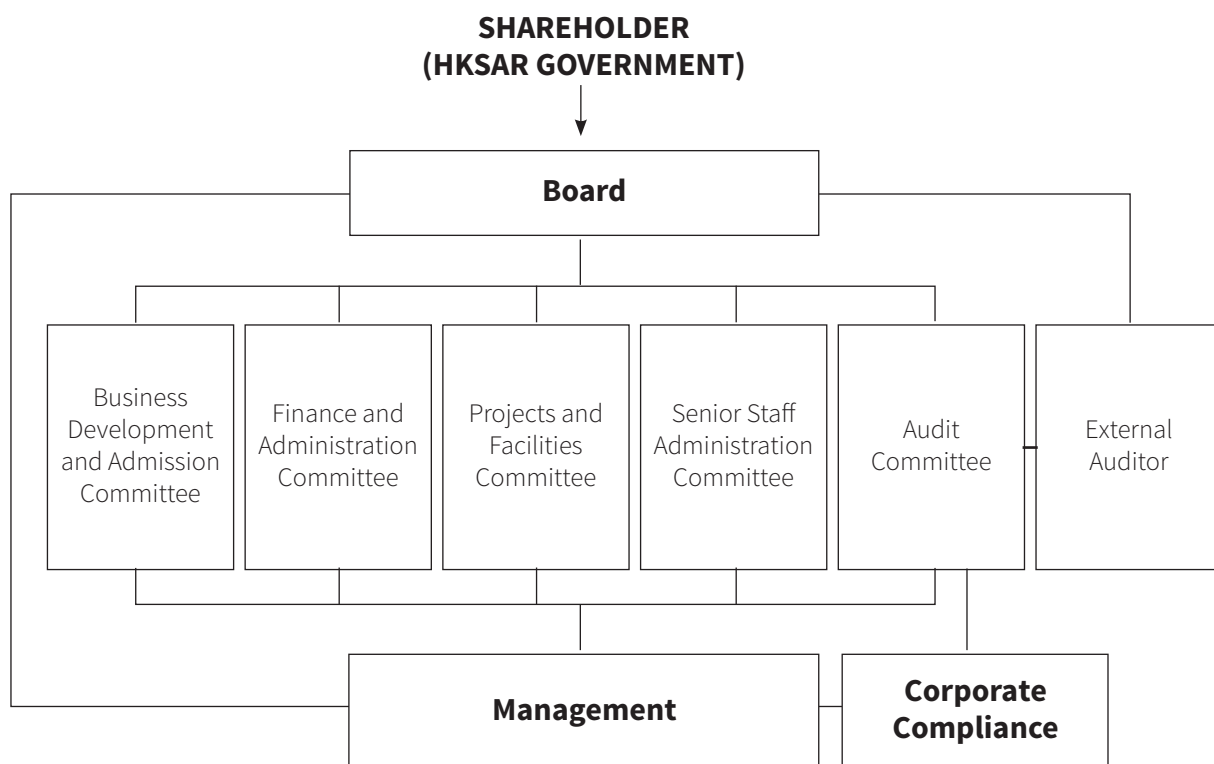 SHAREHOLDER
(HKSAR GOVERNMENT)
Board
Business
Development
and Admission
Committee
Finance and
Administration
Committee
Projects and
Facilities
Committee
Senior Staff
Administration
Committee
Audit
Committee
External
Auditor
Management
Corporate
Compliance